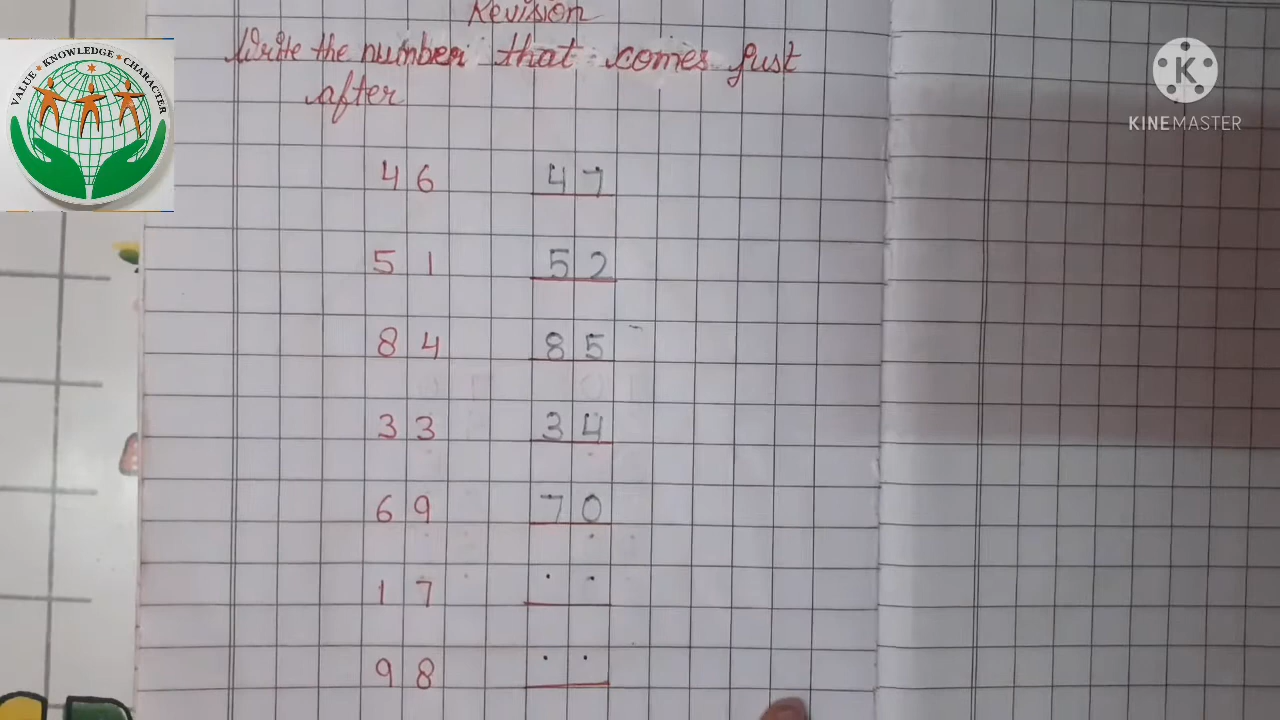 Revision
Write the number that comes just
after
46 47
51 52
84 85
33 34
69 70
17
98
VALUE • KNOWLEDGE • CHARACTER
KINEMASTER